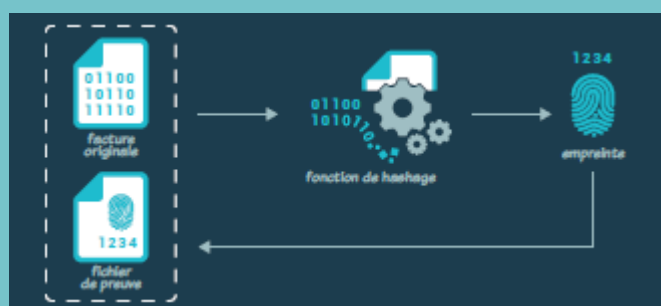 01100
10110
11110
facture
originale
01100
1010110
fonction de hashage
1234
empreinte
1234
fichier
de preuve